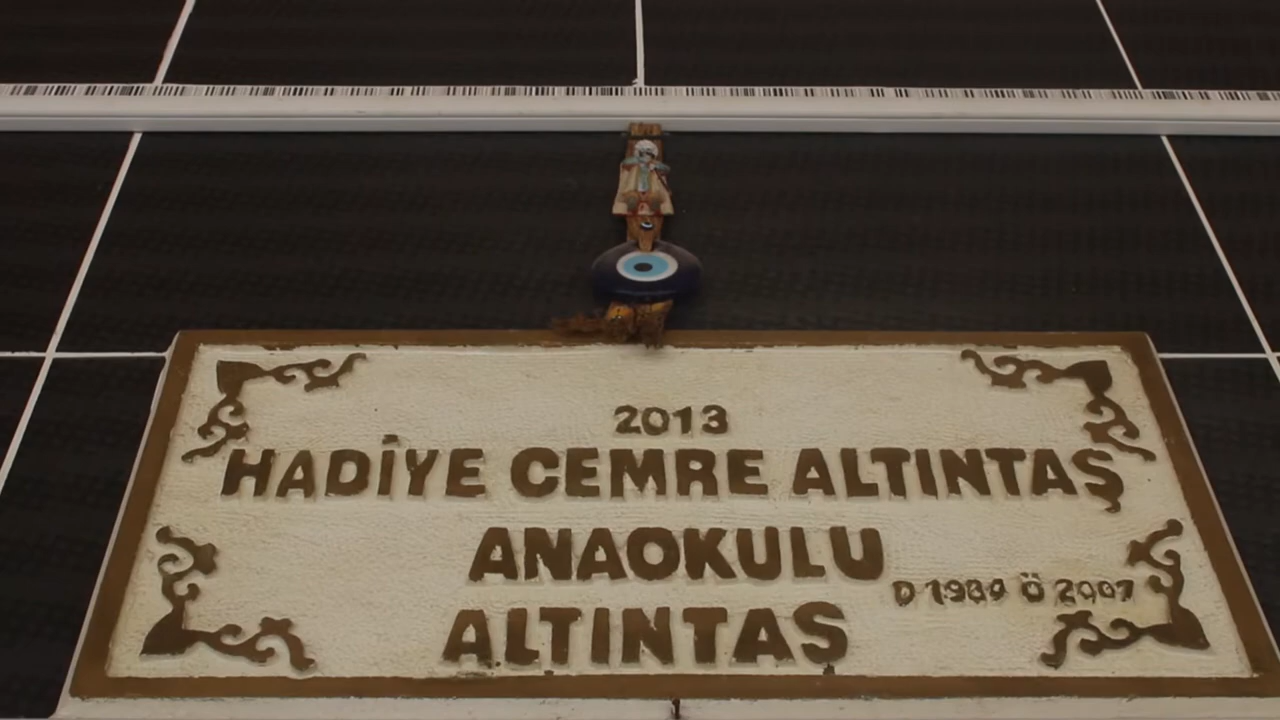 2013
HADİYE CEMRE ALTINTAŞ
ANAOKULU
D 1989 Ö 2007
ALTINTAŞ